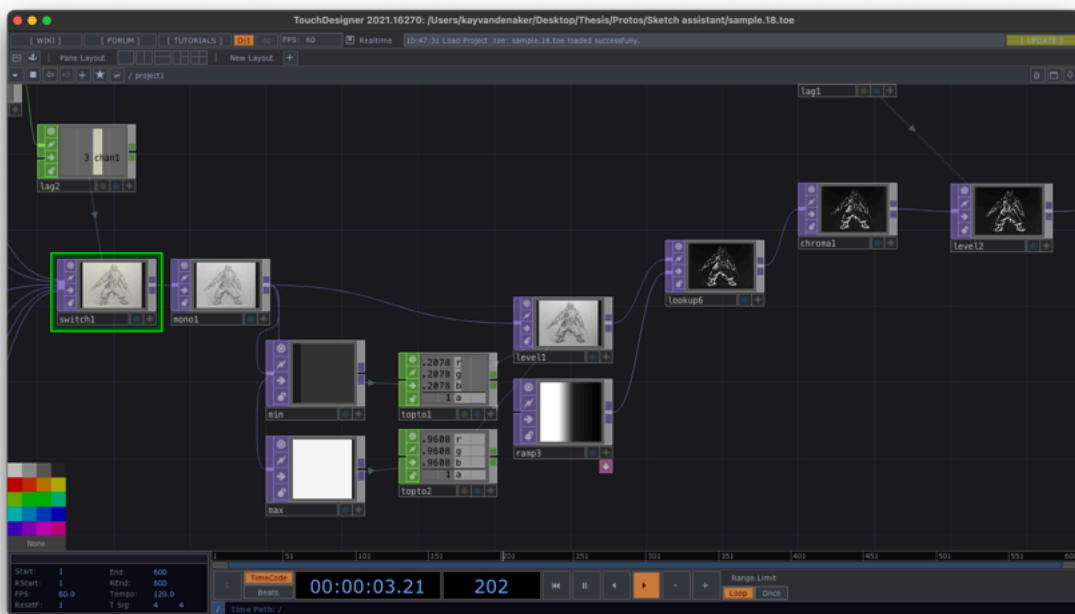 TouchDesigner 2021.16270: /Users/kayvandenaker/Desktop/Thesis/Protos/Sketch assistant/sample.18.toe
[ WIKI ] [ FORUM ] [ TUTORIALS ] O|I FPS: 60 Realtime 10:47:31 Load Project .toe: sample.18.toe loaded successfully. [ UPDATE ]
Pane Layout New Layout +
/ project1
lag1
3 chan1
lag2
chroma1
level2
switch1
mono1
lookup6
level1
.2078 r
.2078 g
.2078 b
1 a
min
topto1
.9608 r
.9608 g
.9608 b
1 a
ramp3
topto2
max
None
1 51 101 151 201 251 301 351 401 451 501 551 600
Start: 1 End: 600
RStart: 1 REnd: 600
FPS: 60.0 Tempo: 120.0
ResetF: 1 T Sig: 4 4
TimeCode
Beats
00:00:03.21
202
Range Limit
Loop Once
/ Time Path: /